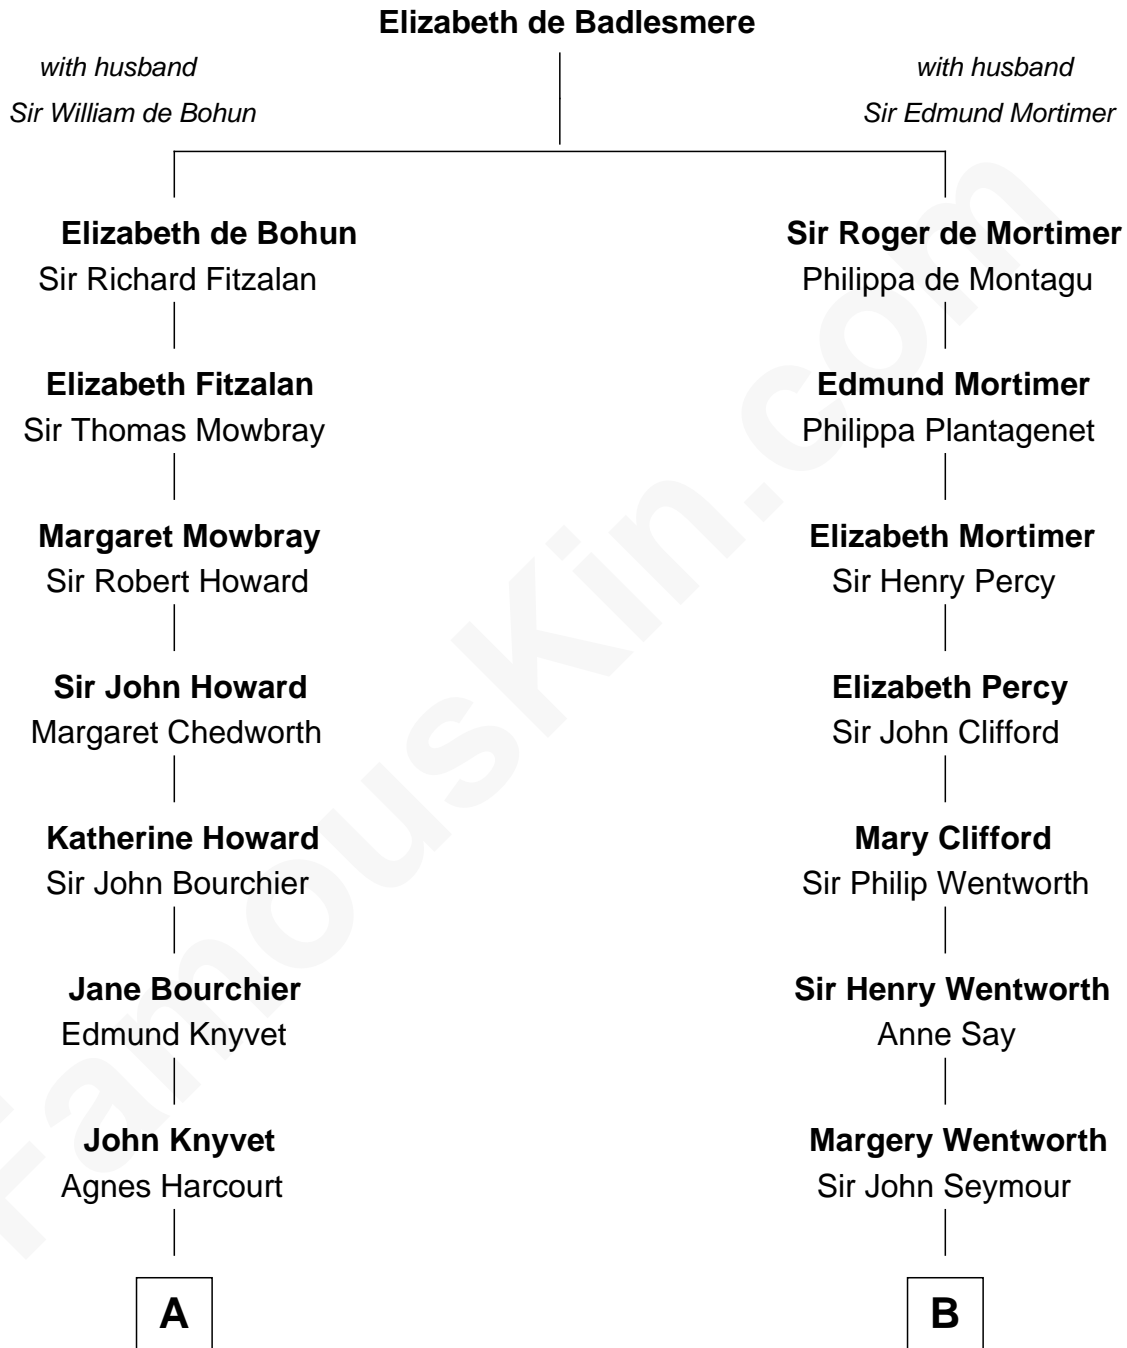 Elizabeth de Badlesmere
with husband
Sir William de Bohun
with husband
Sir Edmund Mortimer
Elizabeth de Bohun
Sir Richard Fitzalan
Sir Roger de Mortimer
Philippa de Montagu
Elizabeth Fitzalan
Sir Thomas Mowbray
Edmund Mortimer
Philippa Plantagenet
Margaret Mowbray
Sir Robert Howard
Elizabeth Mortimer
Sir Henry Percy
Sir John Howard
Margaret Chedworth
Elizabeth Percy
Sir John Clifford
Katherine Howard
Sir John Bourchier
Mary Clifford
Sir Philip Wentworth
Jane Bourchier
Edmund Knyvet
Sir Henry Wentworth
Anne Say
John Knyvet
Agnes Harcourt
Margery Wentworth
Sir John Seymour
A
B
FamousKin.com